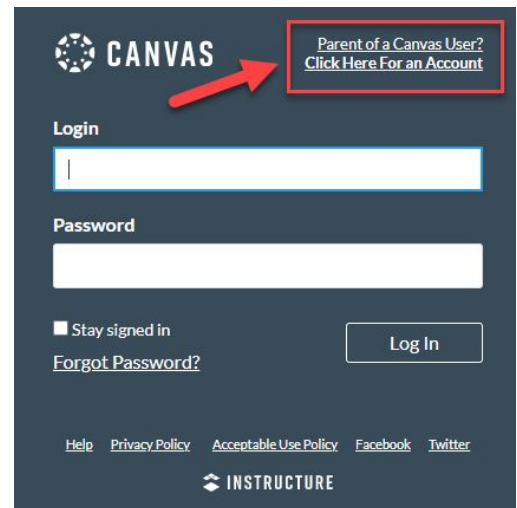 CANVAS
Parent of a Canvas User?
Click Here For an Account
Login
Password
Stay signed in
Log In
Forgot Password?
Help Privacy Policy Acceptable Use Policy Facebook Twitter
INSTRUCTURE